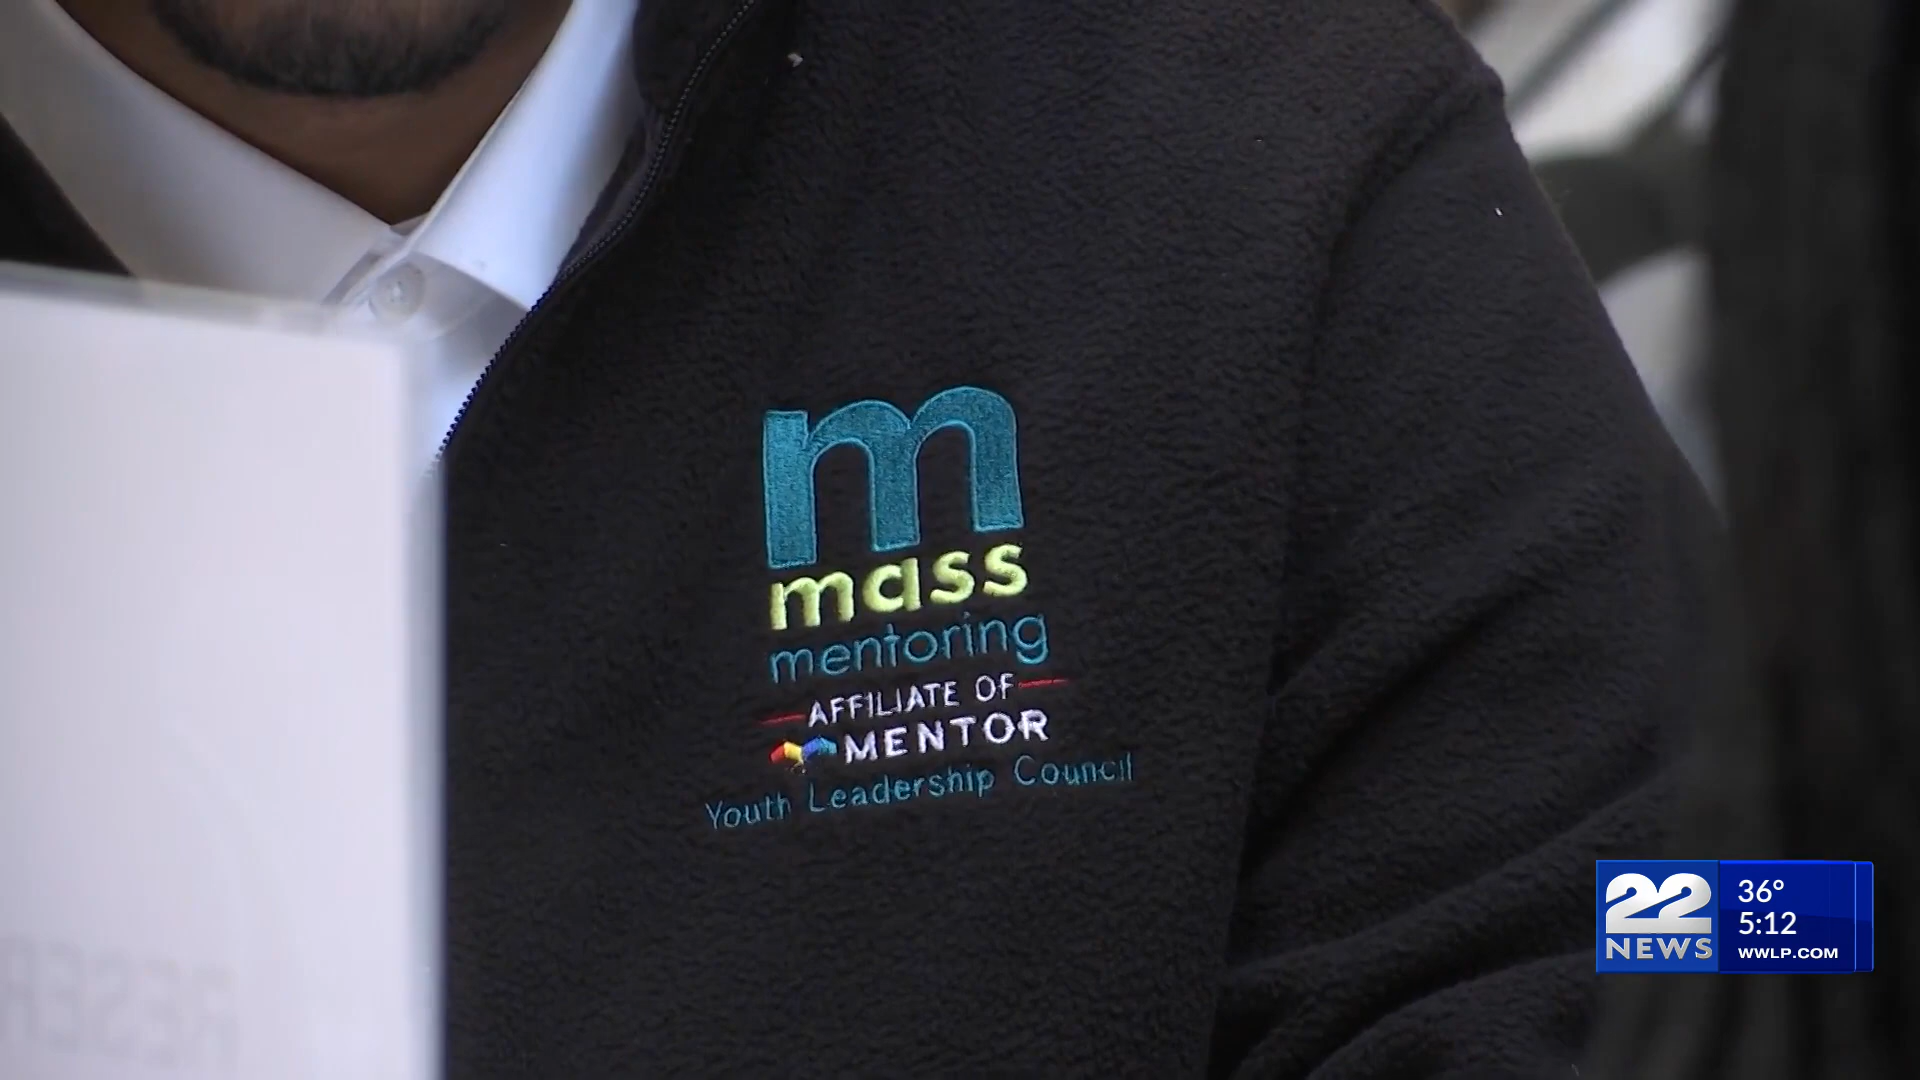 m
mass
mentoring
AFFILIATE OF
MENTOR
Youth Leadership Council
22
NEWS
36°
5:12
WWLP.COM